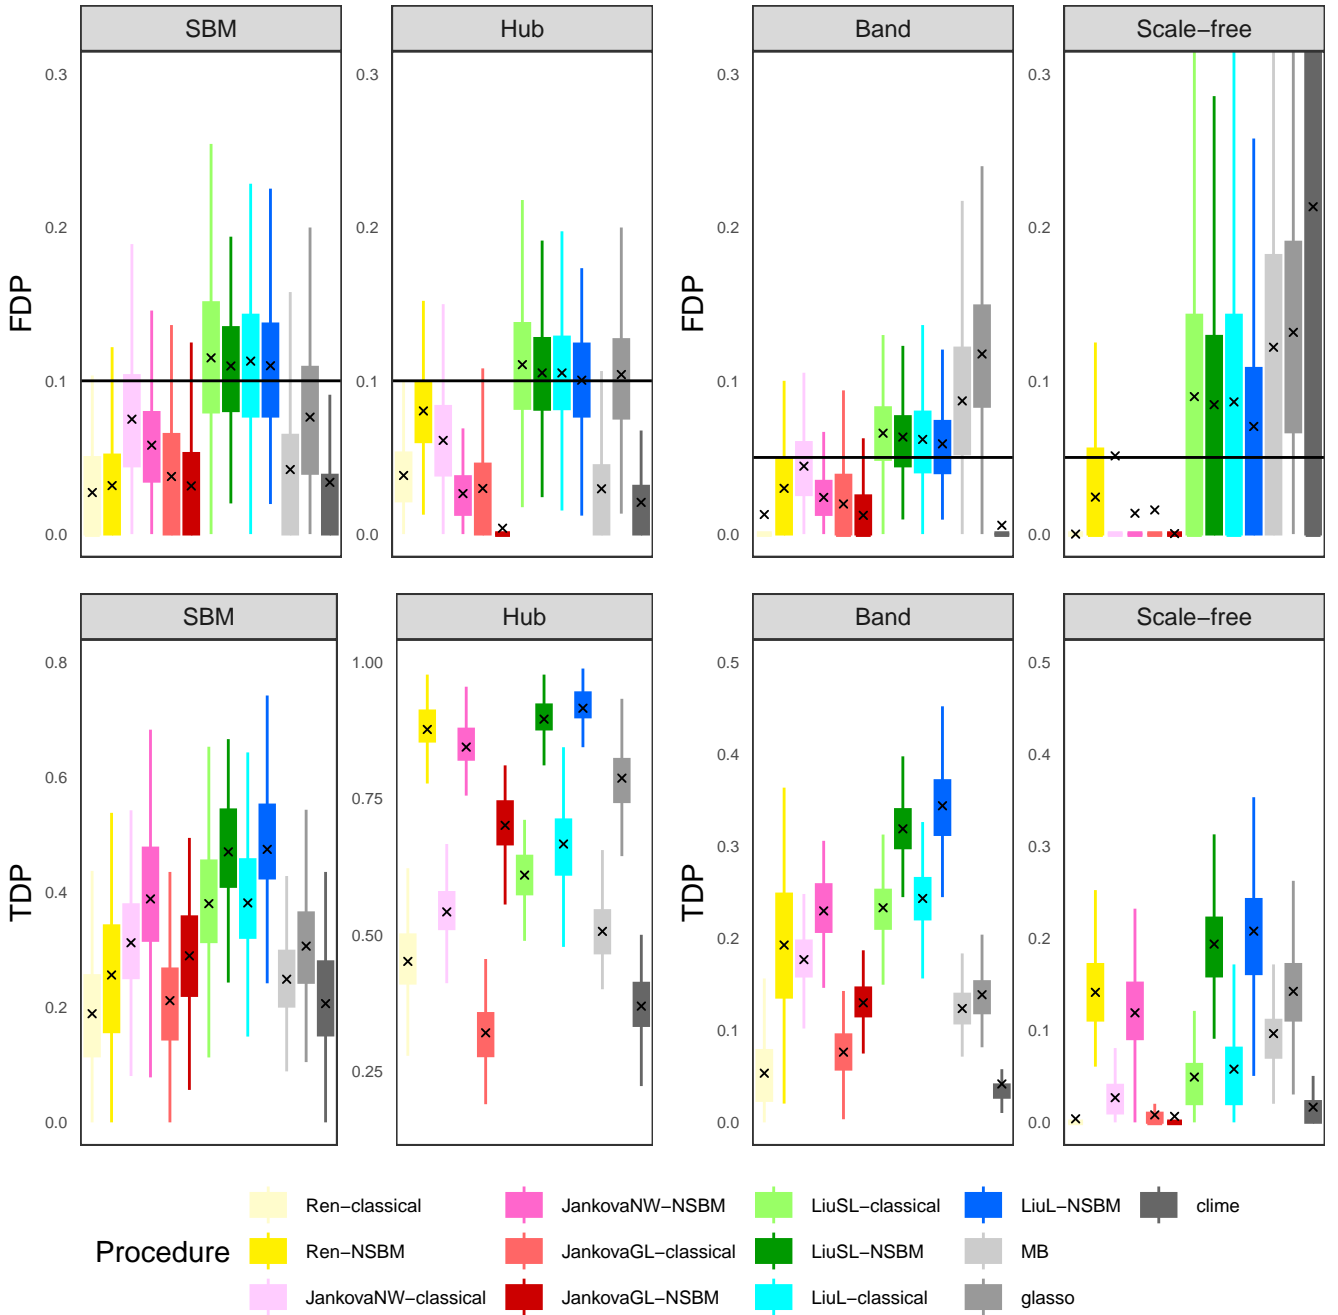 SBM
Hub
Band
Scale−free
FDP
0.3
0.2
0.1
0.0
0.3
0.2
0.1
0.0
FDP
0.3
0.2
0.1
0.0
0.3
0.2
0.1
0.0
SBM
Hub
Band
Scale−free
TDP
0.8
0.6
0.4
0.2
0.0
1.00
0.75
0.50
0.25
TDP
0.5
0.4
0.3
0.2
0.1
0.0
0.5
0.4
0.3
0.2
0.1
0.0
Procedure
Ren−classical
Ren−NSBM
JankovaNW−classical
JankovaNW−NSBM
JankovaGL−classical
JankovaGL−NSBM
LiuSL−classical
LiuSL−NSBM
LiuL−classical
LiuL−NSBM
MB
glasso
clime